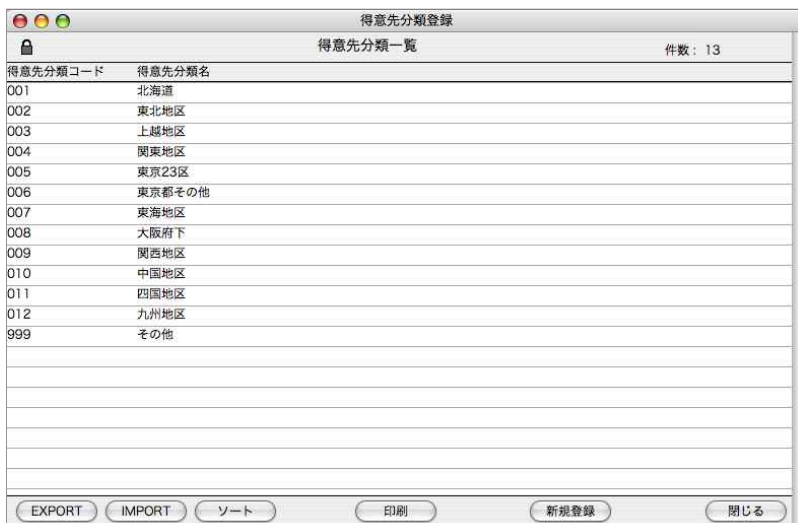 得意先分類登録
得意先分類一覧 件数： 13
得意先分類コード 得意先分類名
001 北海道
002 東北地区
003 上越地区
004 関東地区
005 東京23区
006 東京都その他
007 東海地区
008 大阪府下
009 関西地区
010 中国地区
011 四国地区
012 九州地区
999 その他
EXPORT IMPORT ソート 印刷 新規登録 閉じる